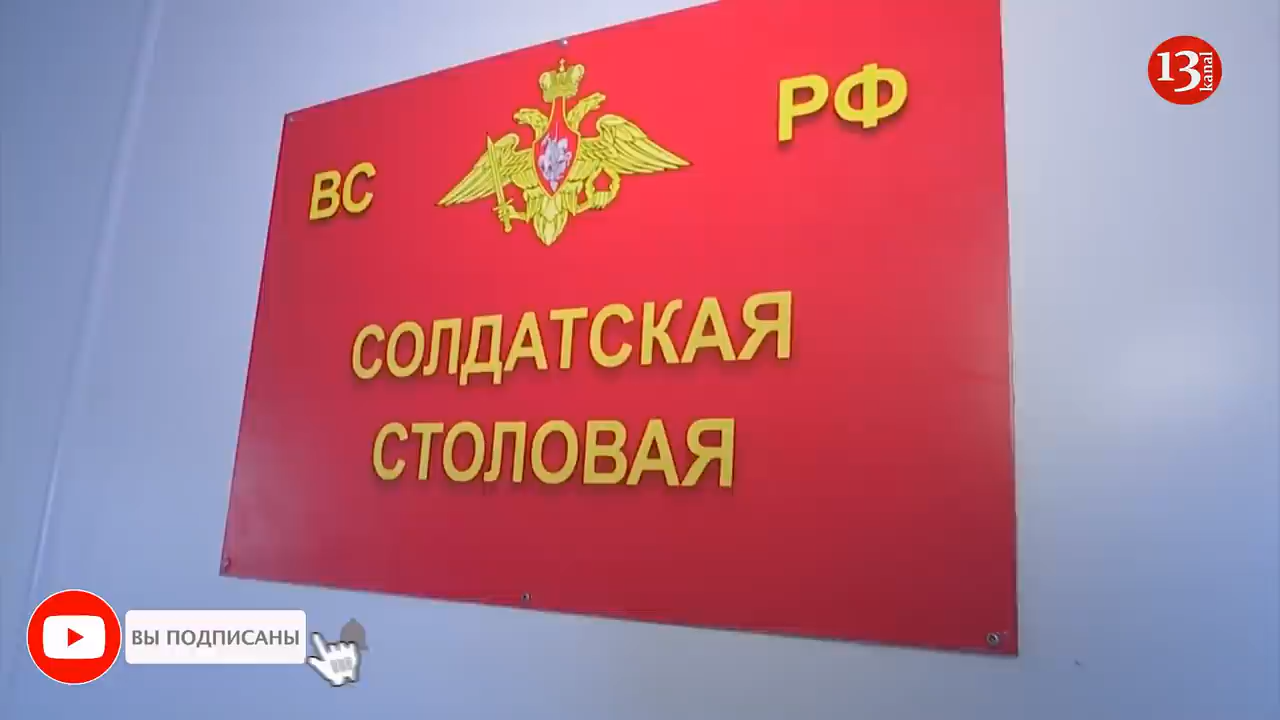 13 kanal
ВС РФ
СОЛДАТСКАЯ
СТОЛОВАЯ
ВЫ ПОДПИСАНЫ